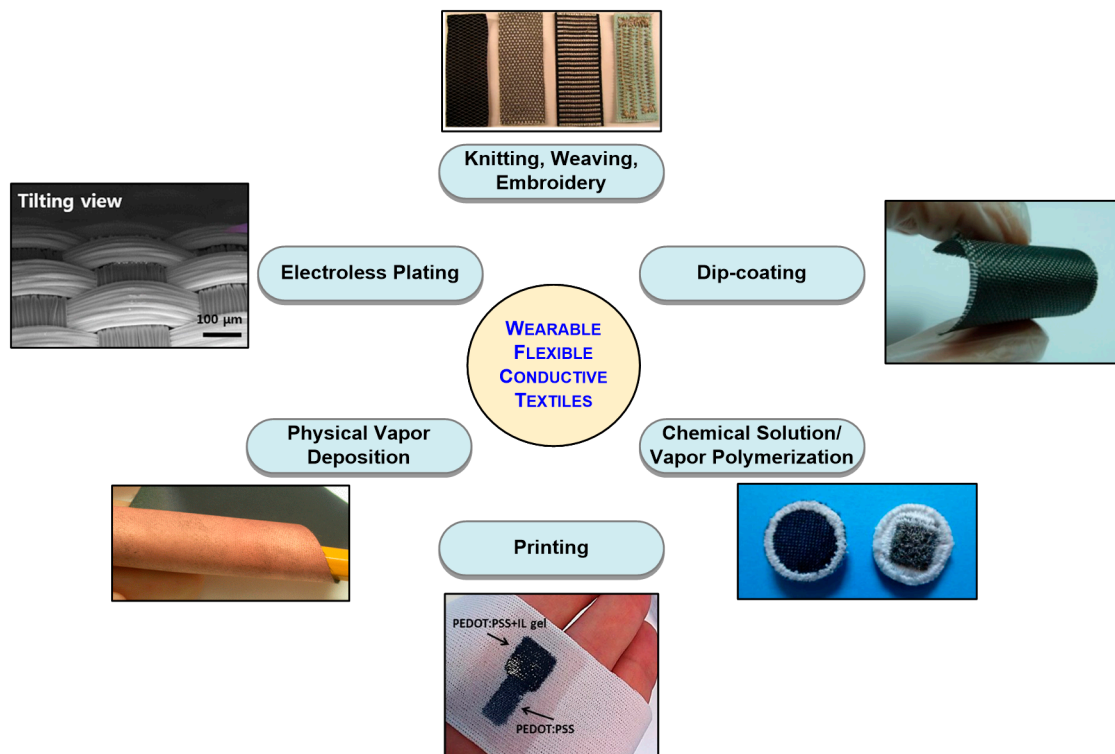 Knitting, Weaving,
Embroidery
Tilting view
100 µm
Electroless Plating
Dip-coating
WEARABLE
FLEXIBLE
CONDUCTIVE
TEXTILES
Physical Vapor
Deposition
Chemical Solution/
Vapor Polymerization
Printing
PEDOT:PSS+IL gel
PEDOT:PSS